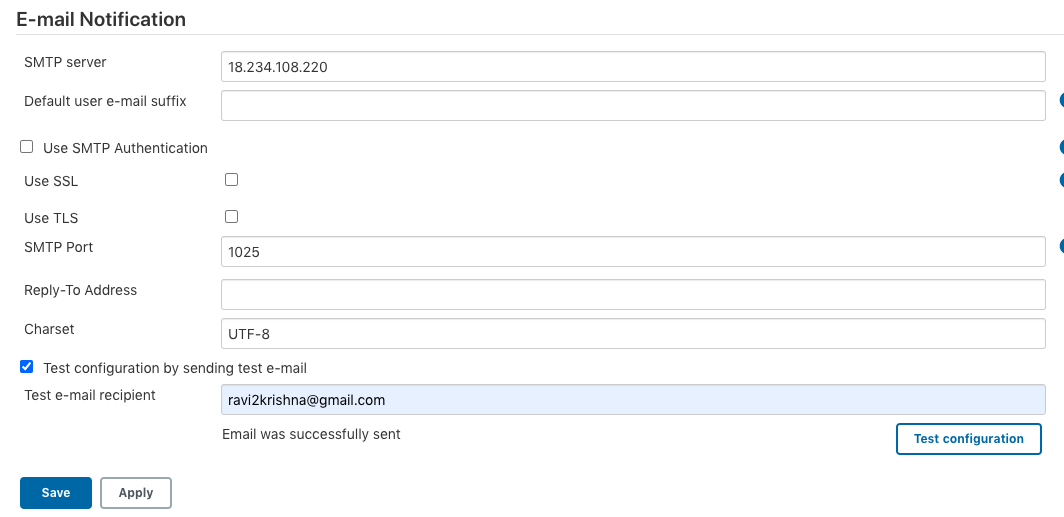 E-mail Notification
SMTP server
18.234.108.220
Default user e-mail suffix
Use SMTP Authentication
Use SSL
Use TLS
SMTP Port
1025
Reply-To Address
Charset
UTF-8
Test configuration by sending test e-mail
Test e-mail recipient
ravi2krishna@gmail.com
Email was successfully sent
Test configuration
Save
Apply